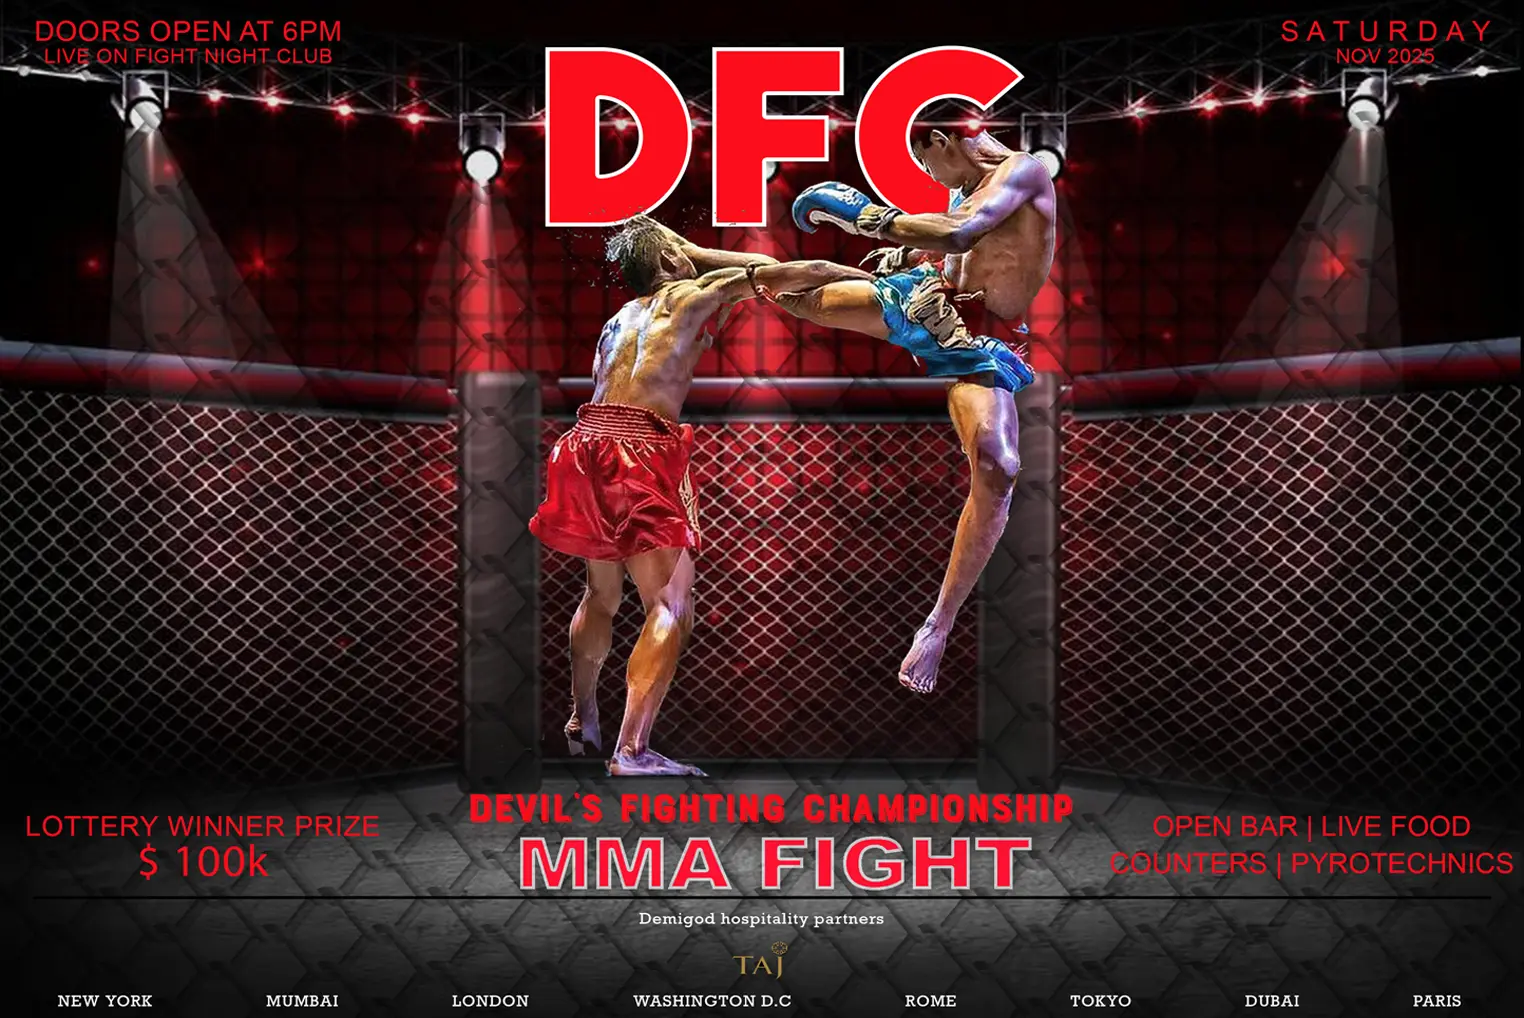 DOORS OPEN AT 6PM
LIVE ON FIGHT NIGHT CLUB
SATURDAY
NOV 2025
DFC
DEVIL'S FIGHTING CHAMPIONSHIP
MMA FIGHT
LOTTERY WINNER PRIZE
$ 100k
OPEN BAR | LIVE FOOD
COUNTERS | PYROTECHNICS
Demigod hospitality partners
TAJ
NEW YORK MUMBAI LONDON WASHINGTON D.C ROME TOKYO DUBAI PARIS